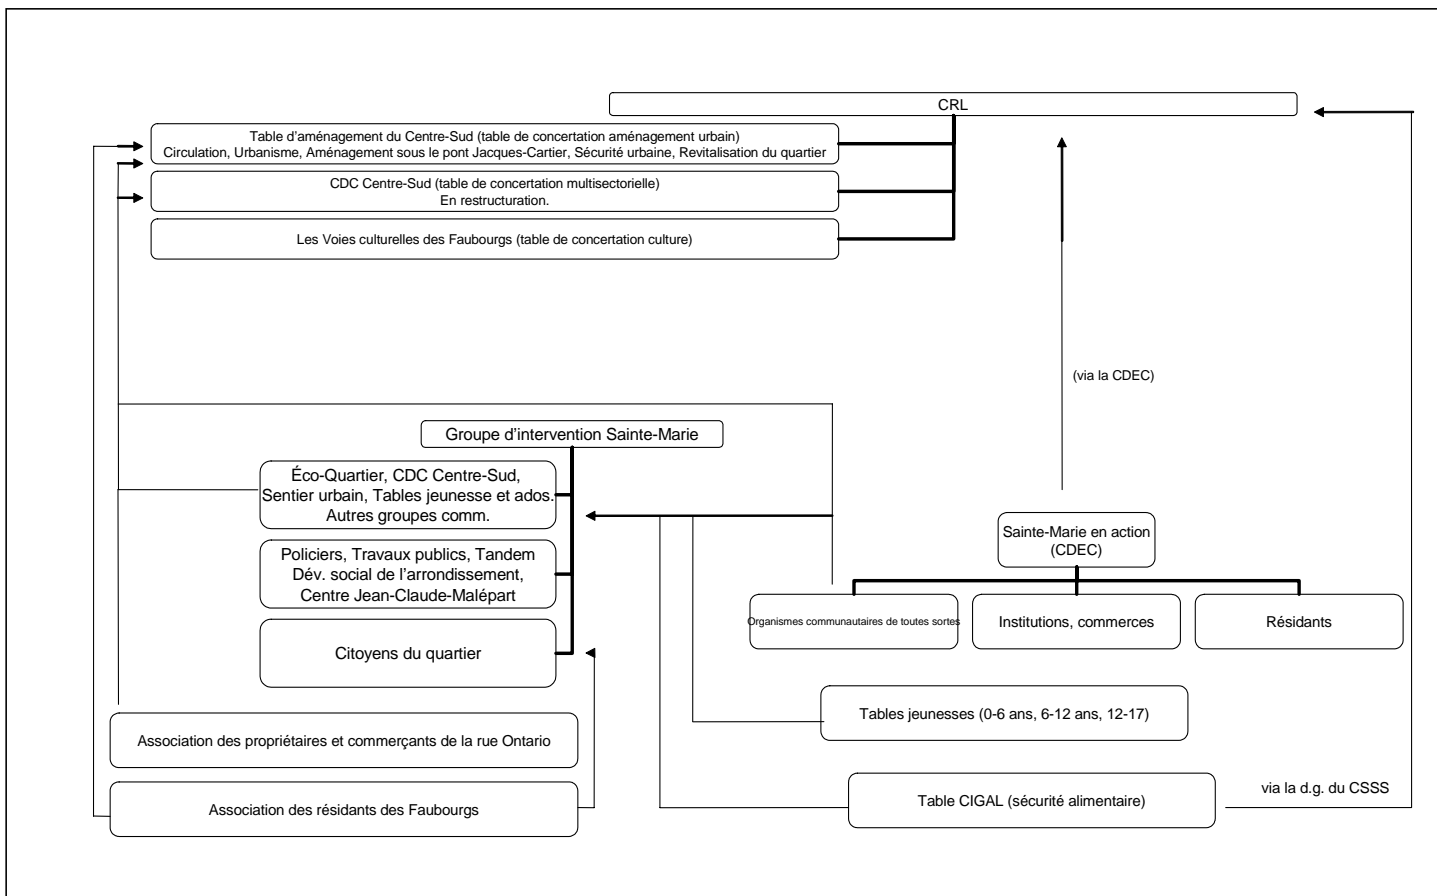 CRL
Table d'aménagement du Centre-Sud (table de concertation aménagement urbain)
Circulation, Urbanisme, Aménagement sous le pont Jacques-Cartier, Sécurité urbaine, Revitalisation du quartier
CDC Centre-Sud (table de concertation multisectorielle)
En restructuration.
Les Voies culturelles des Faubourgs (table de concertation culture)
(via la CDEC)
Groupe d'intervention Sainte-Marie
Éco-Quartier, CDC Centre-Sud,
Sentier urbain, Tables jeunesse et ados.
Autres groupes comm.
Policiers, Travaux publics, Tandem
Dév. social de l'arrondissement,
Centre Jean-Claude-Malépart
Citoyens du quartier
Sainte-Marie en action
(CDEC)
Organismes communautaires de toutes sortes
Institutions, commerces
Résidants
Tables jeunesses (0-6 ans, 6-12 ans, 12-17)
Association des propriétaires et commerçants de la rue Ontario
Association des résidants des Faubourgs
Table CIGAL (sécurité alimentaire)
via la d.g. du CSSS